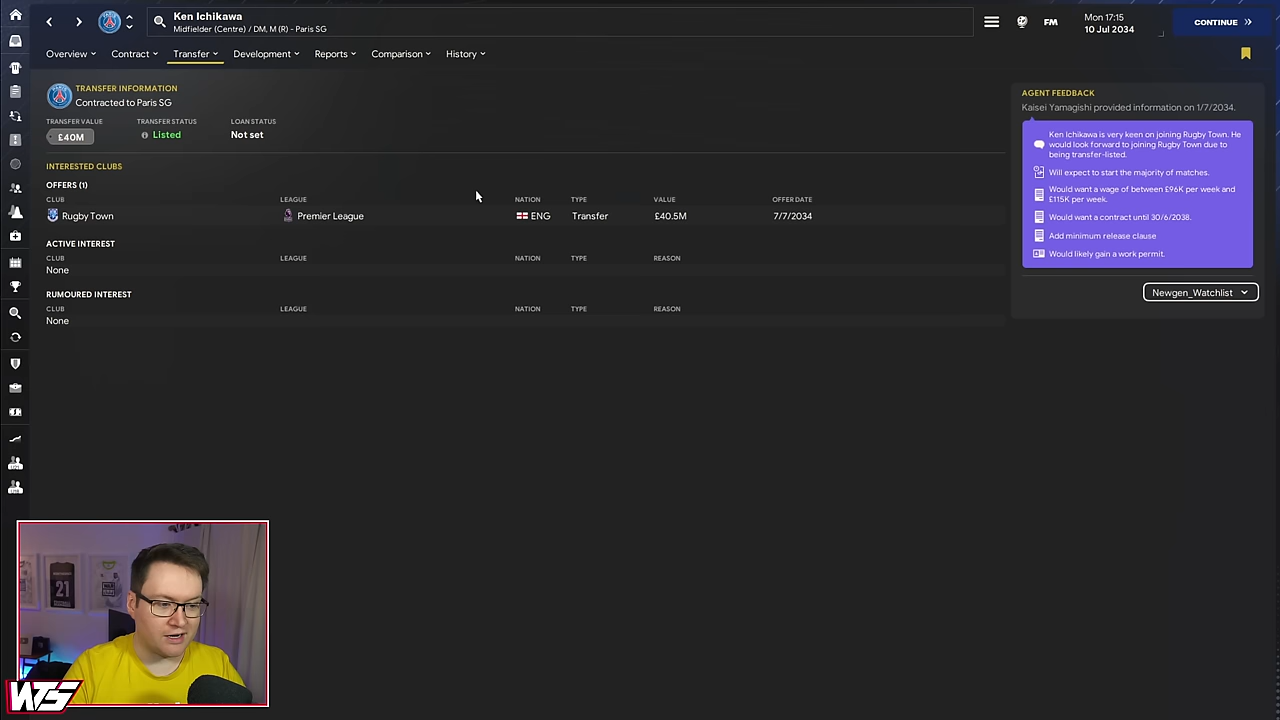 Ken Ichikawa
Midfielder (Centre) / DM, M (R) - Paris SG
FM
Mon 17:15
10 Jul 2034
CONTINUE
Overview
Contract
Transfer
Development
Reports
Comparison
History
TRANSFER INFORMATION
Contracted to Paris SG
TRANSFER VALUE
TRANSFER STATUS
LOAN STATUS
£40M
Listed
Not set
INTERESTED CLUBS
OFFERS (1)
CLUB LEAGUE NATION TYPE VALUE OFFER DATE
Rugby Town Premier League ENG Transfer £40.5M 7/7/2034
ACTIVE INTEREST
CLUB LEAGUE NATION TYPE REASON
None
RUMOURED INTEREST
CLUB LEAGUE NATION TYPE REASON
None
AGENT FEEDBACK
Kaisei Yamagishi provided information on 1/7/2034.
Ken Ichikawa is very keen on joining Rugby Town. He
would look forward to joining Rugby Town due to
being transfer-listed.
Will expect to start the majority of matches.
Would want a wage of between £96K per week and
£115K per week.
Would want a contract until 30/6/2038.
Add minimum release clause
Would likely gain a work permit.
Newgen_Watchlist
21
WTS